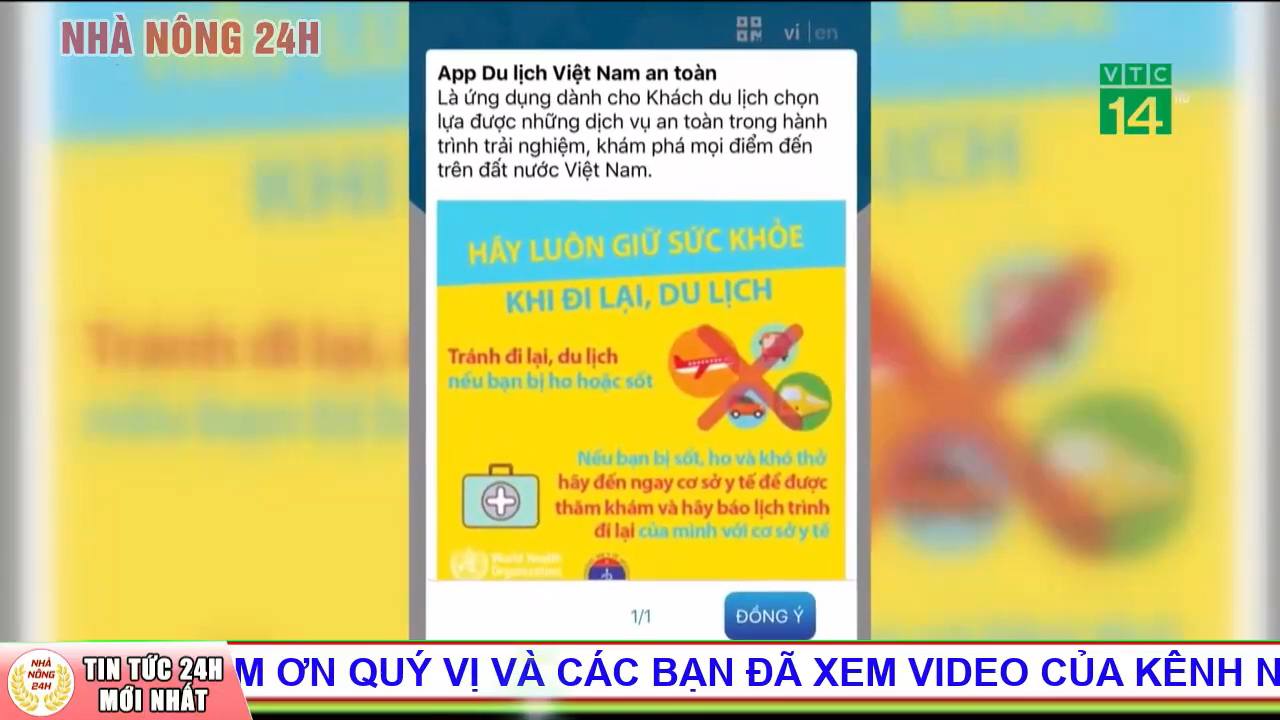 NHÀ NÔNG 24H
vi | en
VTC
14
App Du lịch Việt Nam an toàn
Là ứng dụng dành cho Khách du lịch chọn
lựa được những dịch vụ an toàn trong hành
trình trải nghiệm, khám phá mọi điểm đến
trên đất nước Việt Nam.
HÃY LUÔN GIỮ SỨC KHỎE
KHI ĐI LẠI, DU LỊCH
Tránh đi lại, du lịch
nếu bạn bị ho hoặc sốt
Nếu bạn bị sốt, ho và khó thở
hãy đến ngay cơ sở y tế để được
thăm khám và hãy báo lịch trình
đi lại của mình với cơ sở y tế
World Health
Organization
1/1
ĐỒNG Ý
NHÀ
NÔNG
24H
TIN TỨC 24H
MỚI NHẤT
M ƠN QUÝ VỊ VÀ CÁC BẠN ĐÃ XEM VIDEO CỦA KÊNH N